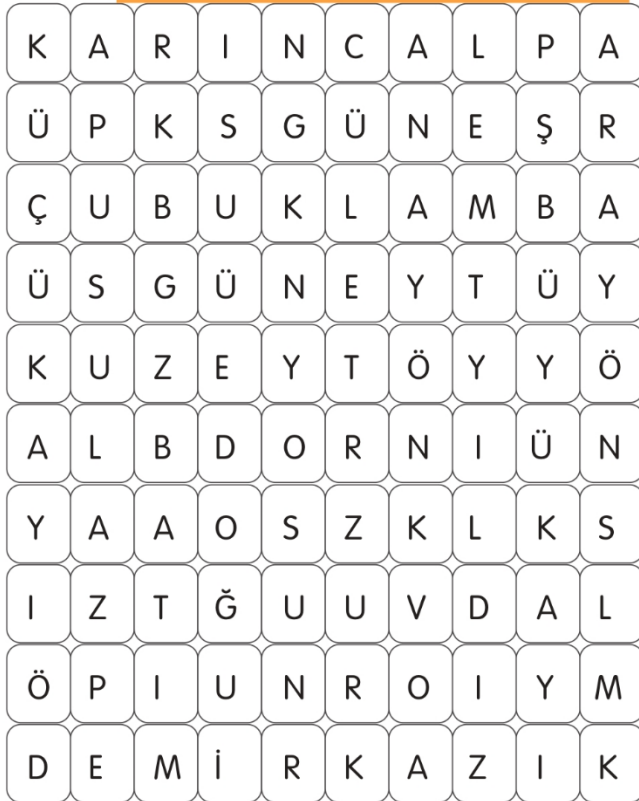 K A R I N C A L P A
Ü P K S G Ü N E Ş R
Ç U B U K L A M B A
Ü S G Ü N E Y T Ü Y
K U Z E Y T Ö Y Y Ö
A L B D O R N I Ü N
Y A A O S Z K L K S
I Z T Ğ U U V D A L
Ö P I U N R O I Y M
D E M İ R K A Z I K